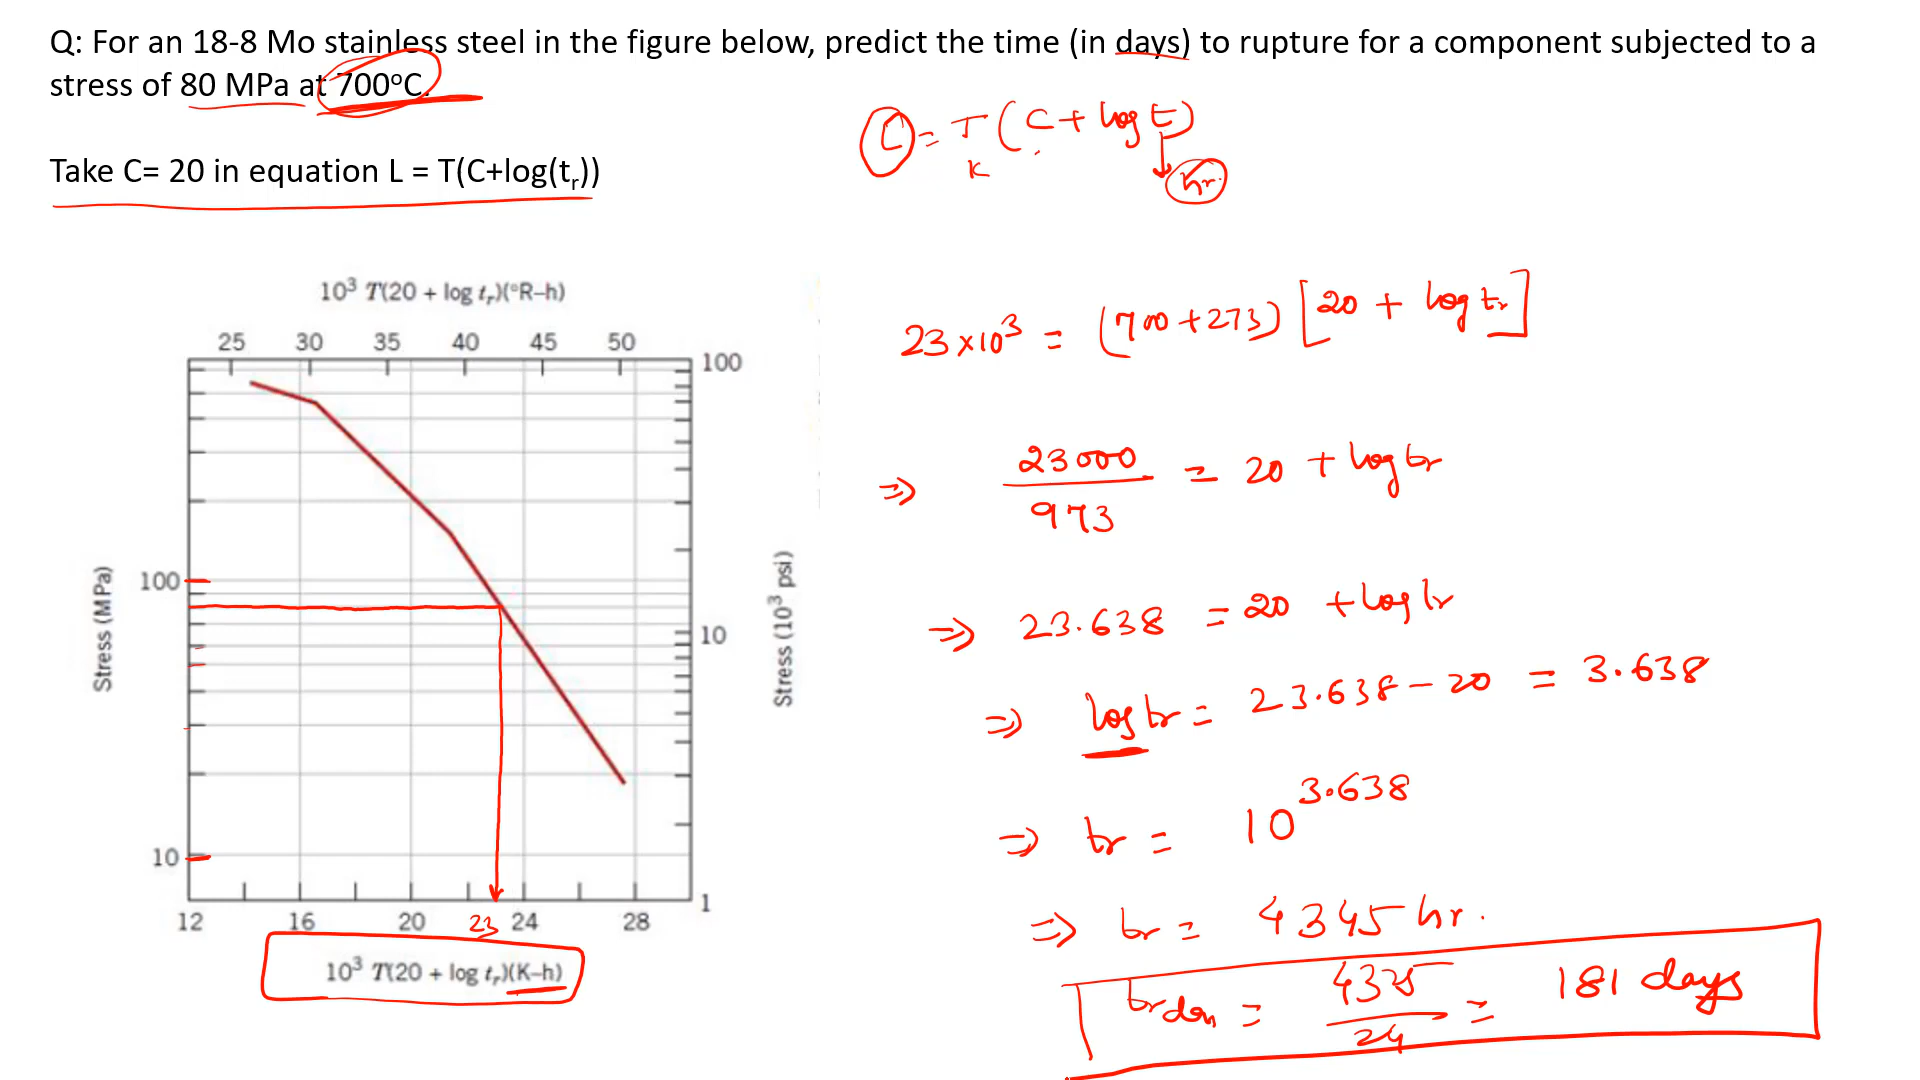 Q: For an 18-8 Mo stainless steel in the figure below, predict the time (in days) to rupture for a component subjected to a
stress of 80 MPa at 700°C.
Take C= 20 in equation L = T(C+log(tr))
L = T ( C + log t )
K
hr.
10³ T(20 + log tr)(°R–h)
25 30 35 40 45 50
100
10
1
Stress (10³ psi)
Stress (MPa)
100
10
12 16 20 23 24 28
10³ T(20 + log tr)(K–h)
23 × 10³ = (700 + 273) [20 + log tr]
⇒ 23000 / 973 = 20 + log tr
⇒ 23.638 = 20 + log tr
⇒ log tr = 23.638 – 20 = 3.638
⇒ tr = 10^3.638
⇒ tr = 4345 hr.
tr = 4345 / 24 = 181 days